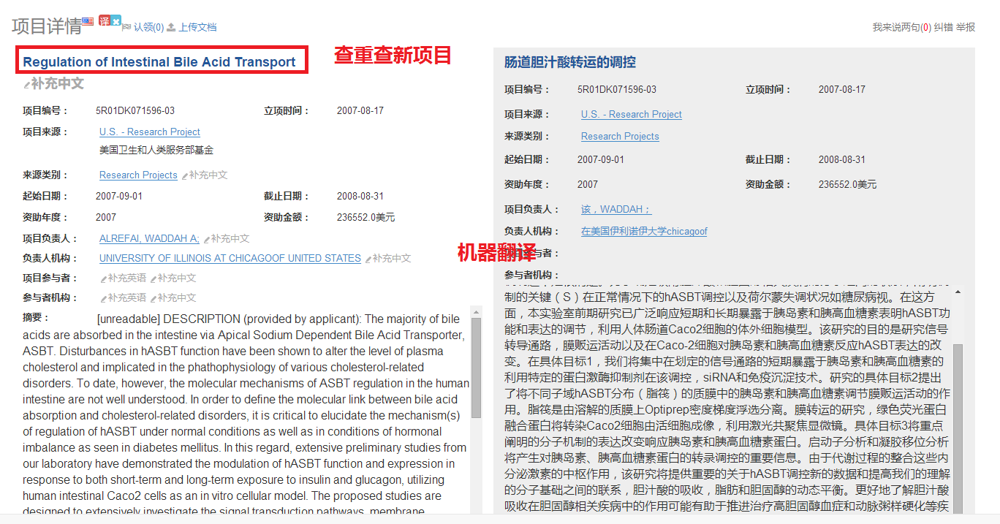 项目详情 译 认领(0) 上传文档
我来说两句(0) 纠错 举报
Regulation of Intestinal Bile Acid Transport
查重查新项目
补充中文
项目编号： 5R01DK071596-03 立项时间： 2007-08-17
项目来源： U.S. - Research Project
美国卫生和人类服务部基金
来源类别： Research Projects 补充中文
起始日期： 2007-09-01 截止日期： 2008-08-31
资助年度： 2007 资助金额： 236552.0美元
项目负责人： ALREFAI, WADDAH A; 补充中文
负责人机构： UNIVERSITY OF ILLINOIS AT CHICAGOOF UNITED STATES 补充中文
项目参与者： 补充英语 补充中文
参与者机构： 补充英语 补充中文
摘要： [unreadable] DESCRIPTION (provided by applicant): The majority of bile
acids are absorbed in the intestine via Apical Sodium Dependent Bile Acid Transporter,
ASBT. Disturbances in hASBT function have been shown to alter the level of plasma
cholesterol and implicated in the phathophysiology of various cholesterol-related
disorders. To date, however, the molecular mechanisms of ASBT regulation in the human
intestine are not well understood. In order to define the molecular link between bile acid
absorption and cholesterol-related disorders, it is critical to elucidate the mechanism(s)
of regulation of hASBT under normal conditions as well as in conditions of hormonal
imbalance as seen in diabetes mellitus. In this regard, extensive preliminary studies from
our laboratory have demonstrated the modulation of hASBT function and expression in
response to both short-term and long-term exposure to insulin and glucagon, utilizing
human intestinal Caco2 cells as an in vitro cellular model. The proposed studies are
designed to extensively investigate the signal transduction pathways, membrane
机器翻译
肠道胆汁酸转运的调控
项目编号： 5R01DK071596-03 立项时间： 2007-08-17
项目来源： U.S. - Research Project
来源类别： Research Projects
起始日期： 2007-09-01 截止日期： 2008-08-31
资助年度： 2007 资助金额： 236552.0美元
项目负责人： 该，WADDAH；
负责人机构： 在美国伊利诺伊大学chicagoof
项目参与者：
参与者机构：
制的关键（S）在正常情况下的hASBT调控以及荷尔蒙失调状况如糖尿病视。在这方
面，本实验室前期研究已广泛响应短期和长期暴露于胰岛素和胰高血糖素表明hASBT功
能和表达的调节，利用人体肠道Caco2细胞的体外细胞模型。该研究的目的是研究信号
转导通路，膜贩运活动以及在Caco-2细胞对胰岛素和胰高血糖素反应hASBT表达的改
变。在具体目标1，我们将集中在划定的信号通路的短期暴露于胰岛素和胰高血糖素的
利用特定的蛋白激酶抑制剂在该调控，siRNA和免疫沉淀技术。研究的具体目标2提出
了将不同子域hASBT分布（脂筏）的质膜中的胰岛素和胰高血糖素调节膜贩运活动的作
用。脂筏是由溶解的质膜上Optiprep密度梯度浮选分离。膜转运的研究，绿色荧光蛋白
融合蛋白将转染Caco2细胞由活细胞成像，利用激光共聚焦显微镜。具体目标3将重点
阐明的分子机制的表达改变响应胰岛素和胰高血糖素蛋白。启动子分析和凝胶移位分析
将产生对胰岛素、胰高血糖素蛋白的转录调控的重要信息。由于代谢过程的整合这些内
分泌激素的中枢作用，该研究将提供重要的关于hASBT调控新的数据和提高我们的理解
的分子基础之间的联系，胆汁酸的吸收，脂肪和胆固醇的动态平衡。更好地了解胆汁酸
吸收在胆固醇相关疾病中的作用可能有助于推进治疗高胆固醇血症和动脉粥样硬化等疾